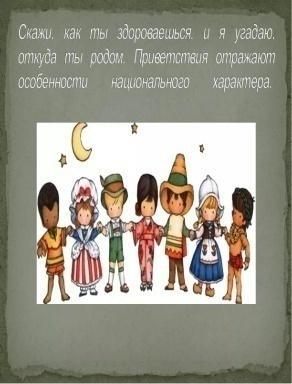 Скажи, как ты здороваешься, и я угадаю,
откуда ты родом. Приветствия отражают
особенности национального характера.